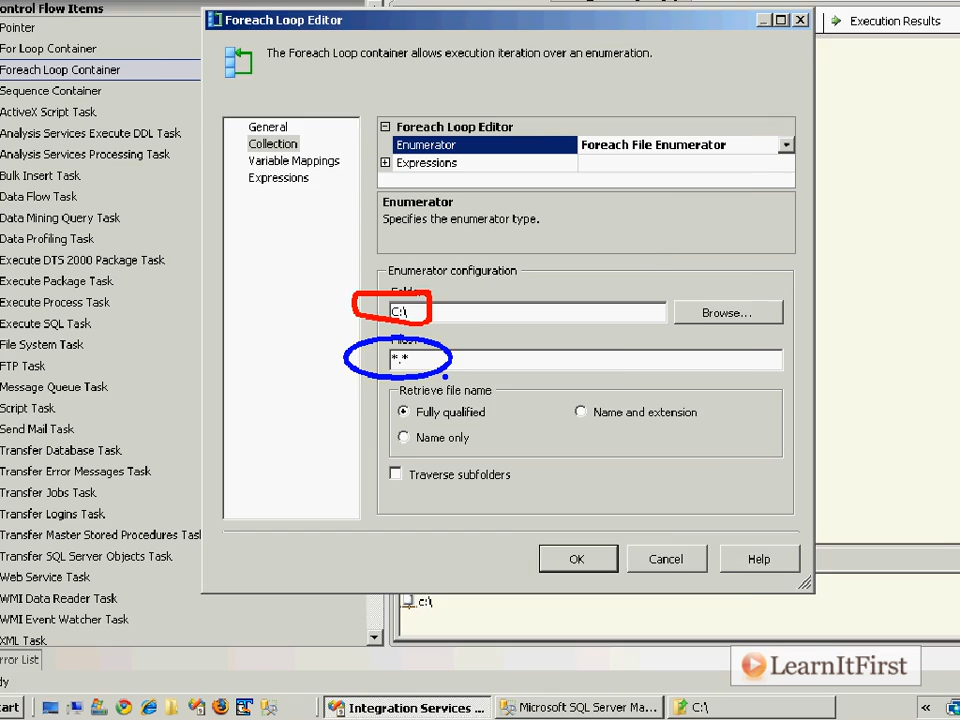 ontrol Flow Items
Pointer
For Loop Container
Foreach Loop Container
Sequence Container
ActiveX Script Task
Analysis Services Execute DDL Task
Analysis Services Processing Task
Bulk Insert Task
Data Flow Task
Data Mining Query Task
Data Profiling Task
Execute DTS 2000 Package Task
Execute Package Task
Execute Process Task
Execute SQL Task
File System Task
FTP Task
Message Queue Task
Script Task
Send Mail Task
Transfer Database Task
Transfer Error Messages Task
Transfer Jobs Task
Transfer Logins Task
Transfer Master Stored Procedures Tas
Transfer SQL Server Objects Task
Web Service Task
WMI Data Reader Task
WMI Event Watcher Task
XML Task
rror List
dy
Foreach Loop Editor
The Foreach Loop container allows execution iteration over an enumeration.
General
Collection
Variable Mappings
Expressions
Foreach Loop Editor
Enumerator Foreach File Enumerator
Expressions
Enumerator
Specifies the enumerator type.
Enumerator configuration
Folder
C:\
Browse...
Files:
*.*
Retrieve file name
Fully qualified
Name and extension
Name only
Traverse subfolders
OK
Cancel
Help
Execution Results
c:\
LearnItFirst
tart
Integration Services ...
Microsoft SQL Server Ma...
C:\
«